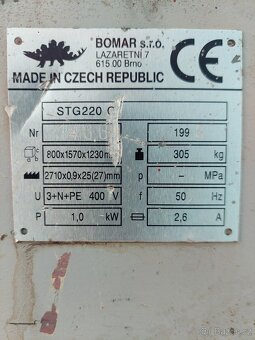 BOMAR s.r.o.
LAZARETNÍ 7
615 00 Brno
CE
MADE IN CZECH REPUBLIC
STG220
Nr 199
800x1570x1230 305 kg
2710x0,9x25(27)mm p – MPa
U 3+N+PE 400 V f 50 Hz
P 1,0 kW 2,6 A